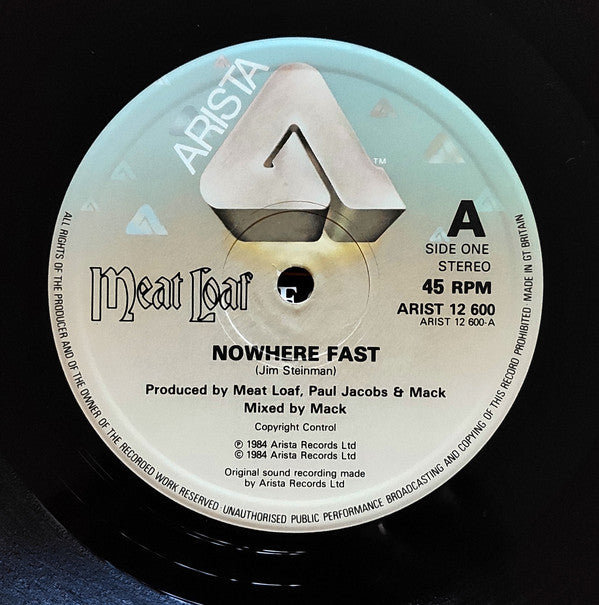 ARISTA
TM
A
SIDE ONE
STEREO
45 RPM
ARIST 12 600
ARIST 12 600-A
Meat Loaf
NOWHERE FAST
(Jim Steinman)
Produced by Meat Loaf, Paul Jacobs & Mack
Mixed by Mack
Copyright Control
℗ 1984 Arista Records Ltd
© 1984 Arista Records Ltd
Original sound recording made
by Arista Records Ltd
ALL RIGHTS OF THE PRODUCER AND OF THE OWNER OF THE RECORDED WORK RESERVED · UNAUTHORISED PUBLIC PERFORMANCE BROADCASTING AND COPYING OF THIS RECORD PROHIBITED MADE IN GT BRITAIN